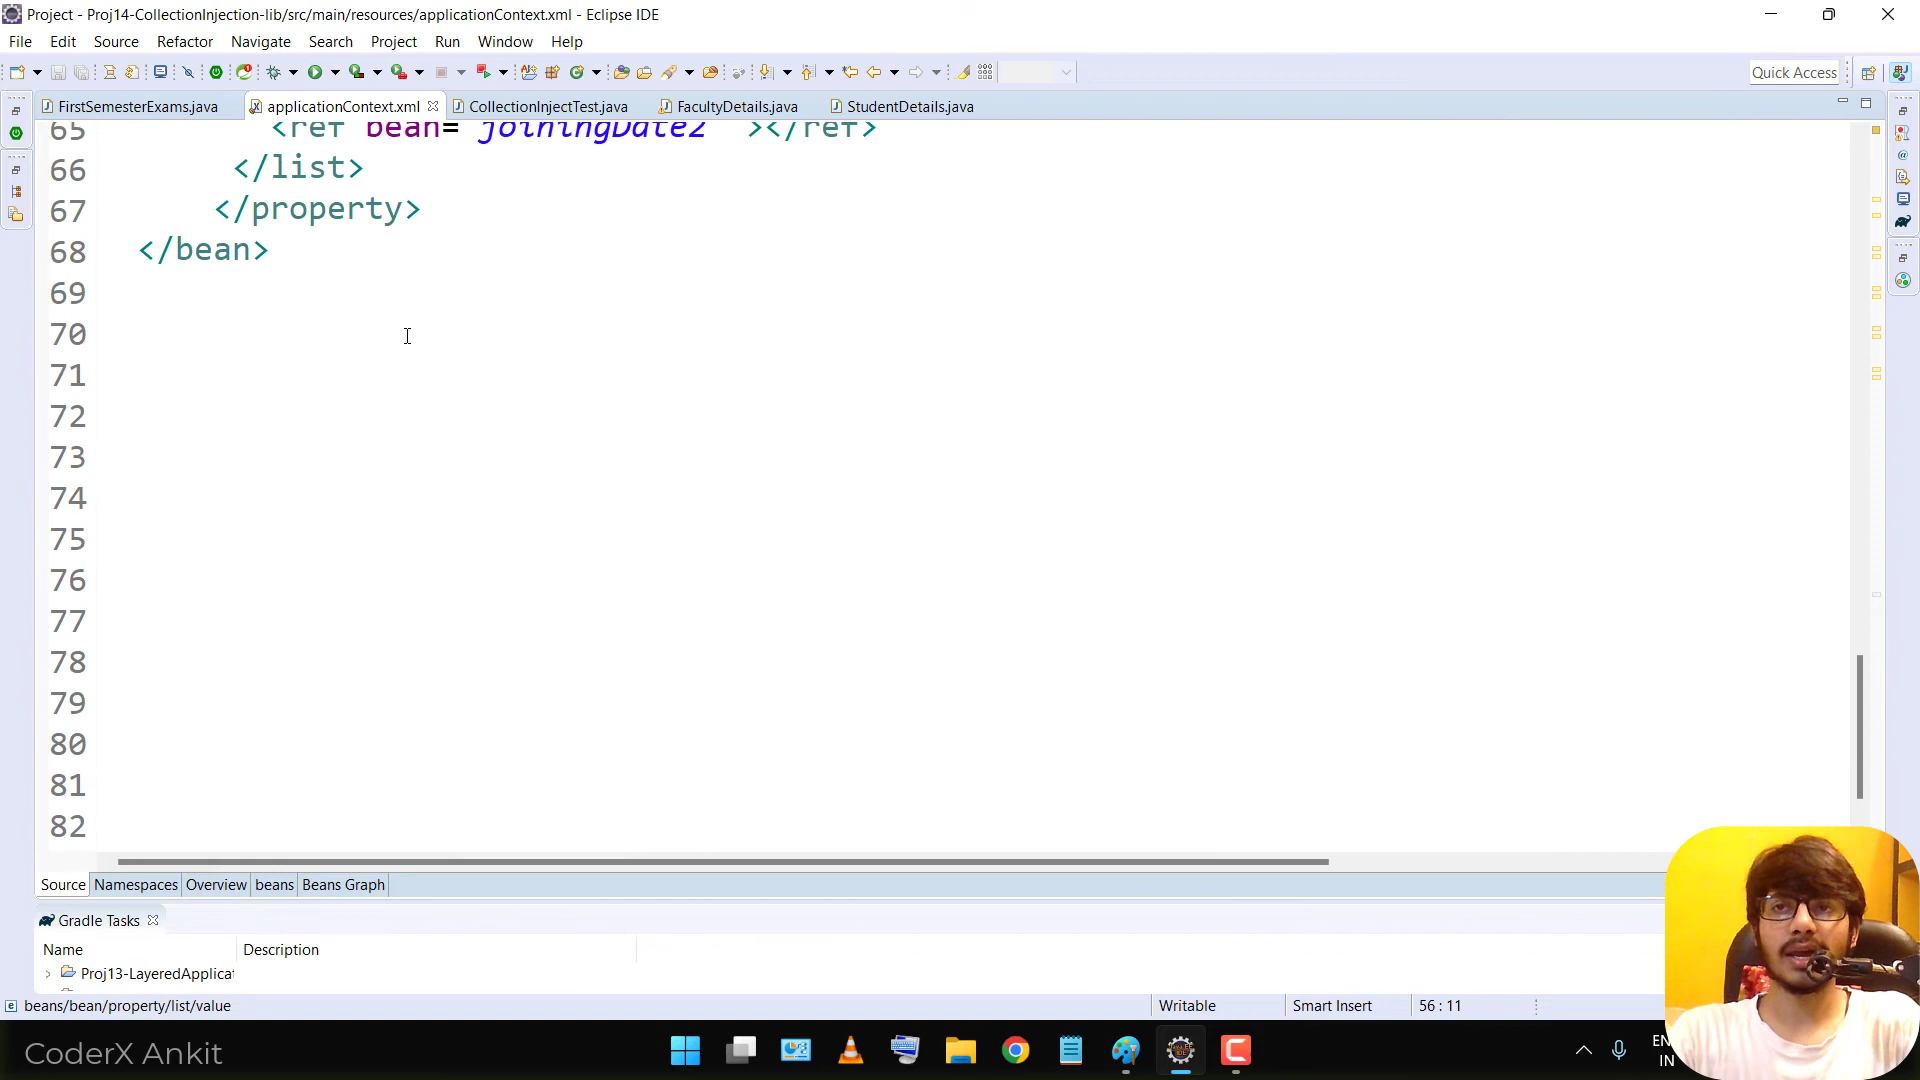 Project - Proj14-CollectionInjection-lib/src/main/resources/applicationContext.xml - Eclipse IDE
File Edit Source Refactor Navigate Search Project Run Window Help
Quick Access
FirstSemesterExams.java applicationContext.xml CollectionInjectTest.java FacultyDetails.java StudentDetails.java
65 <ref bean="joiningDate2" ></ref>
66 </list>
67 </property>
68 </bean>
69
70
71
72
73
74
75
76
77
78
79
80
81
82
Source Namespaces Overview beans Beans Graph
Gradle Tasks
Name Description
Proj13-LayeredApplicat
beans/bean/property/list/value Writable Smart Insert 56 : 11
CoderX Ankit
IN